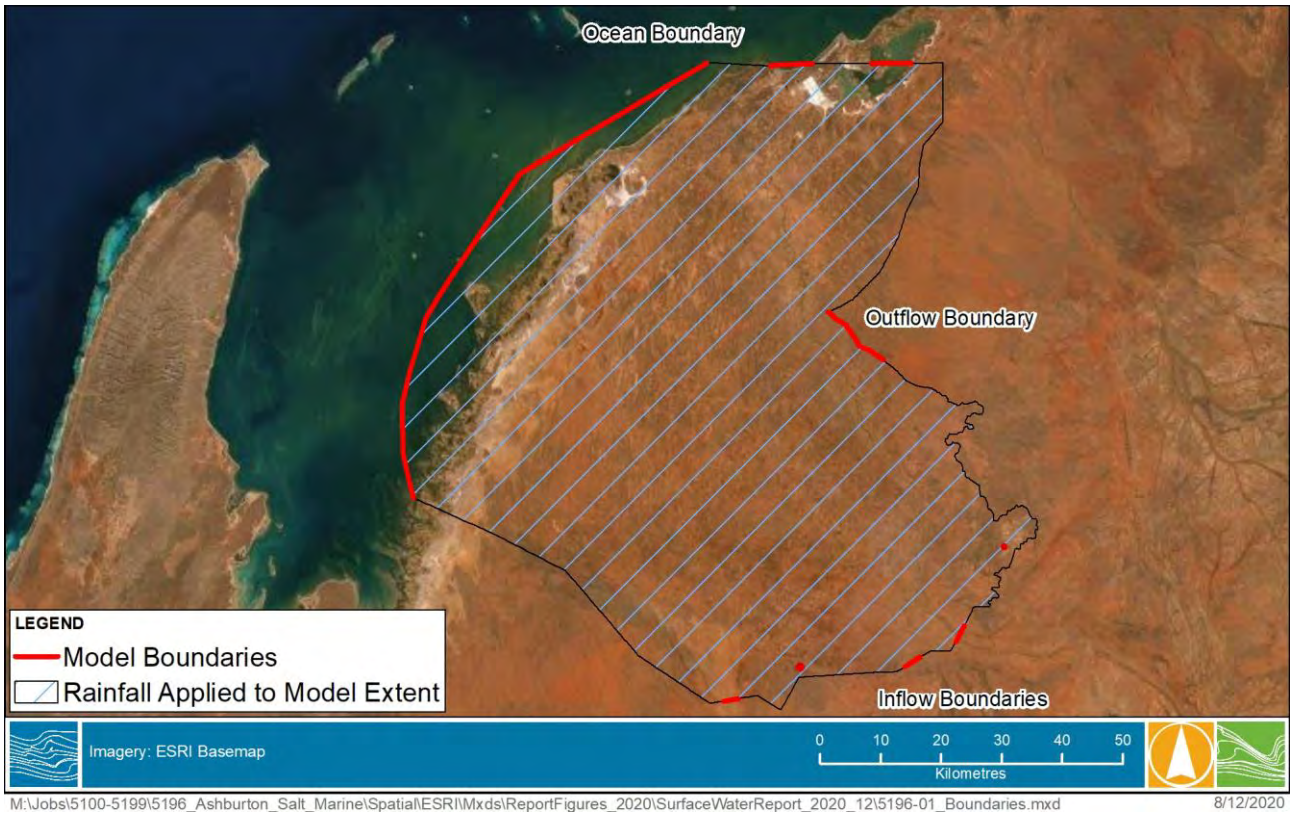 Ocean Boundary
Outflow Boundary
Inflow Boundaries
LEGEND
Model Boundaries
Rainfall Applied to Model Extent
Imagery: ESRI Basemap
0 10 20 30 40 50
Kilometres
M:\Jobs\5100-5199\5196_Ashburton_Salt_Marine\Spatial\ESRI\Mxds\ReportFigures_2020\SurfaceWaterReport_2020_12\5196-01_Boundaries.mxd 8/12/2020